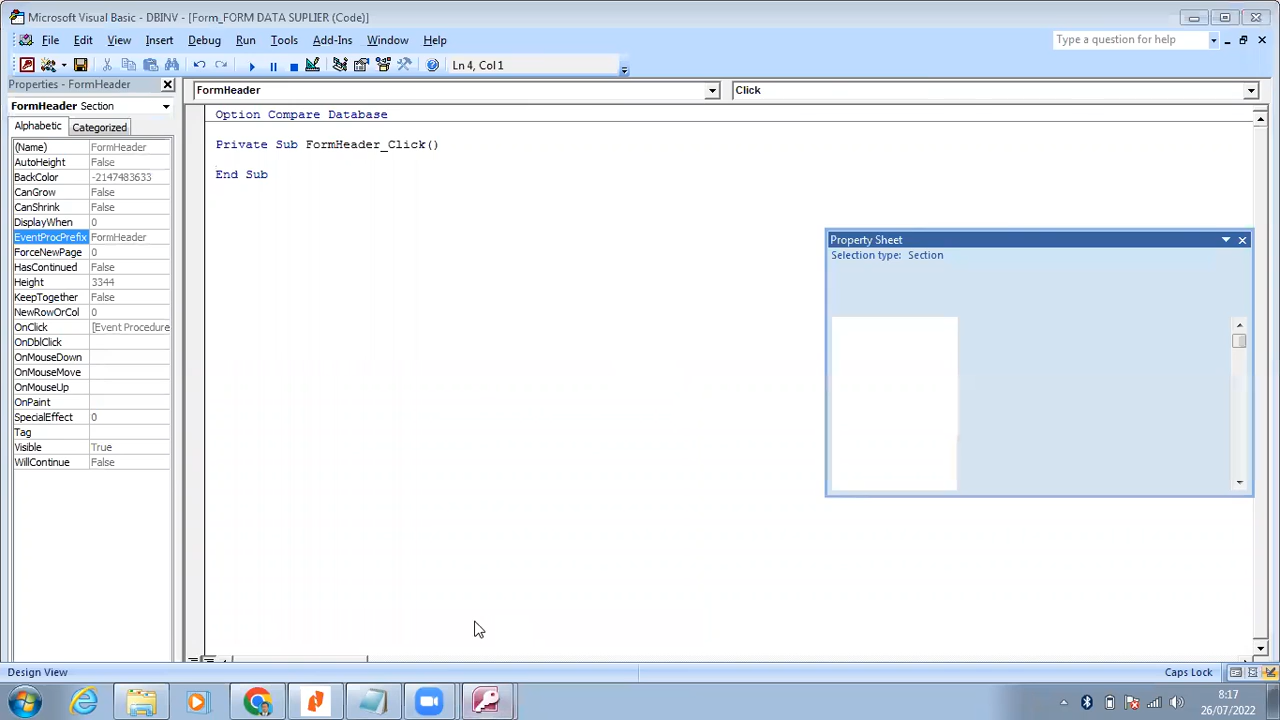 Microsoft Visual Basic - DBINV - [Form_FORM DATA SUPLIER (Code)]
File Edit View Insert Debug Run Tools Add-Ins Window Help
Type a question for help
Ln 4, Col 1
Properties - FormHeader
FormHeader Section
Alphabetic Categorized
(Name) FormHeader
AutoHeight False
BackColor -2147483633
CanGrow False
CanShrink False
DisplayWhen 0
EventProcPrefix FormHeader
ForceNewPage 0
HasContinued False
Height 3344
KeepTogether False
NewRowOrCol 0
OnClick [Event Procedure
OnDblClick
OnMouseDown
OnMouseMove
OnMouseUp
OnPaint
SpecialEffect 0
Tag
Visible True
WillContinue False
FormHeader Click
Option Compare Database
Private Sub FormHeader_Click()
End Sub
Property Sheet
Selection type: Section
Design View Caps Lock
8:17
26/07/2022